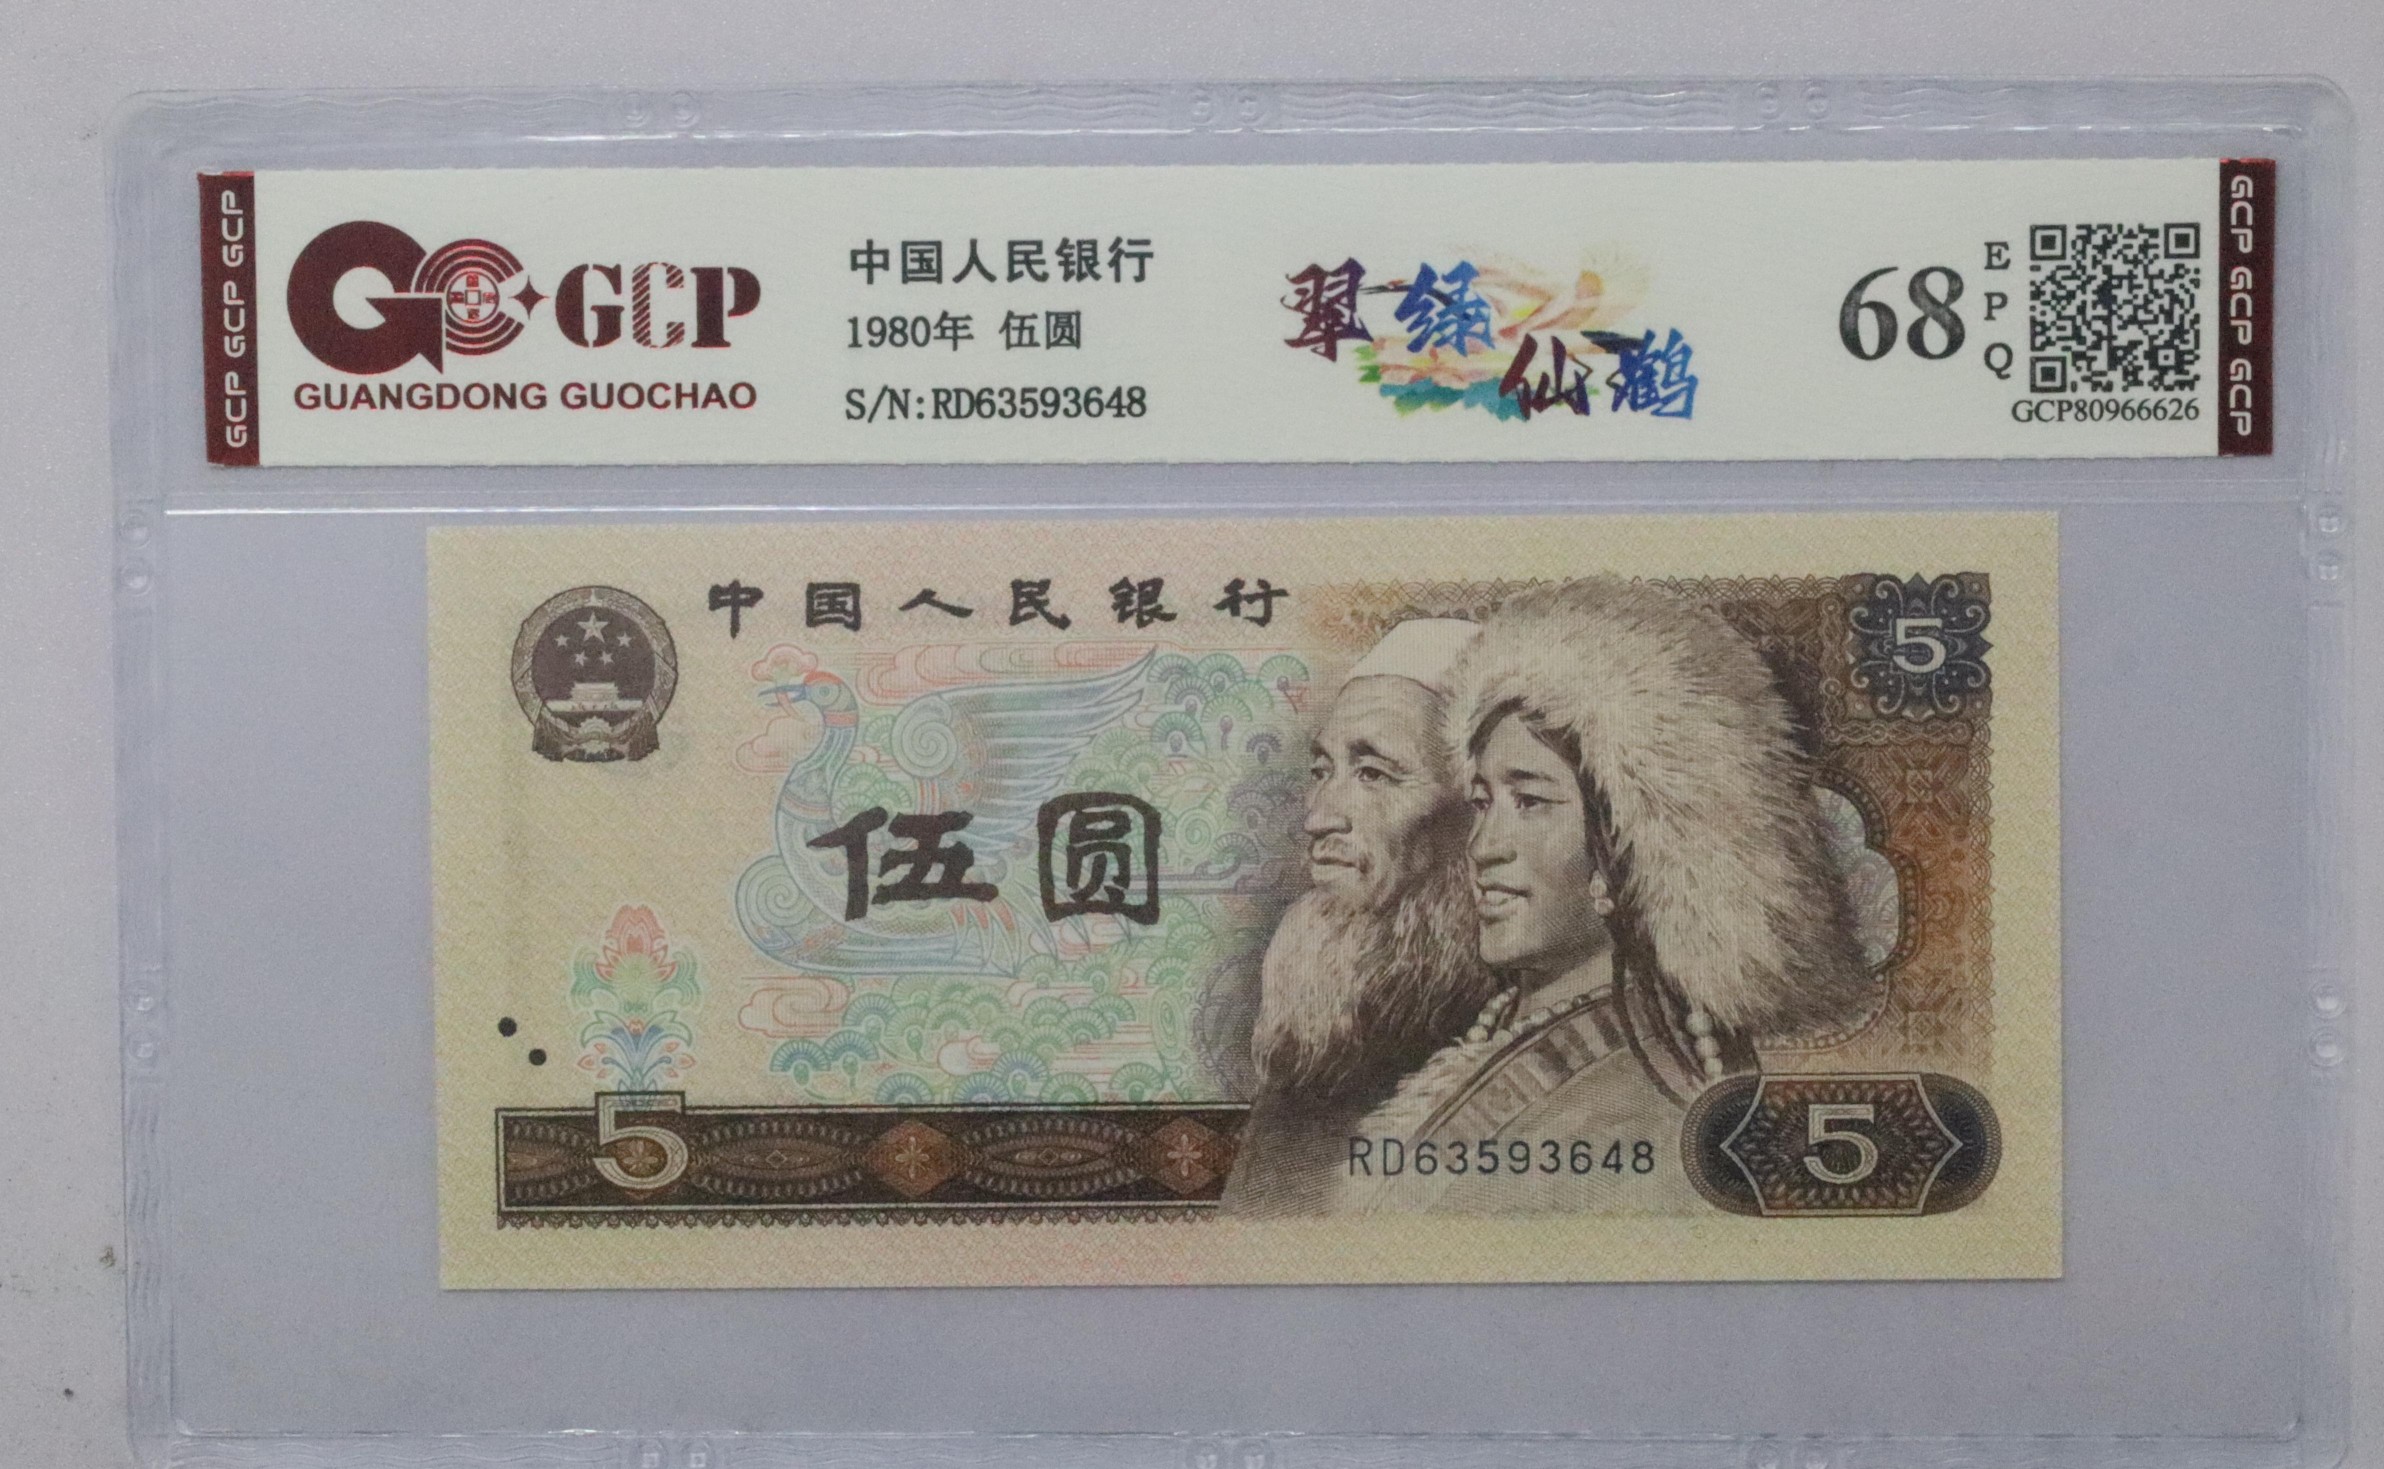 GCP GCP GCP
GCP
GUANGDONG GUOCHAO
中国人民银行
1980年 伍圆
S/N:RD63593648
翠绿
仙鹤
68
EPQ
GCP80966626
GCP GCP GCP
中国人民银行
5
伍圆
5
RD63593648
5